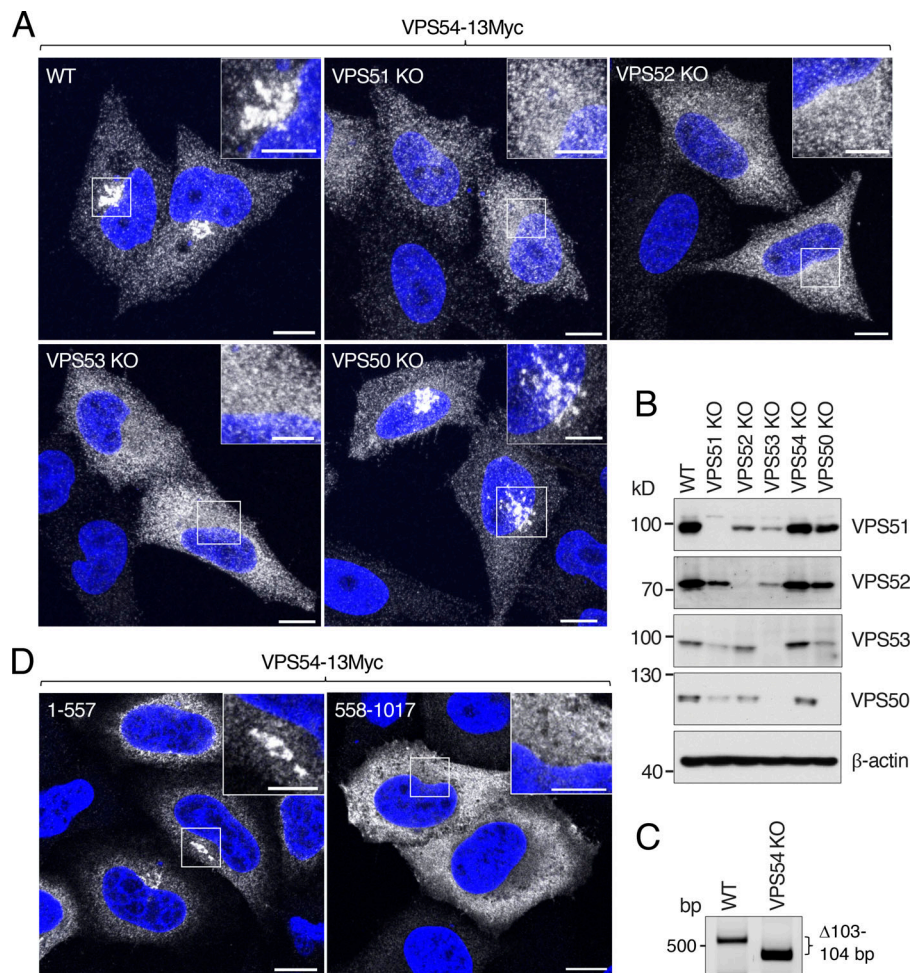 A
VPS54-13Myc
WT
VPS51 KO
VPS52 KO
VPS53 KO
VPS50 KO
B
WT
VPS51 KO
VPS52 KO
VPS53 KO
VPS54 KO
VPS50 KO
kD
100
VPS51
70
VPS52
100
VPS53
130
VPS50
40
β-actin
D
VPS54-13Myc
1-557
558-1017
C
WT
VPS54 KO
bp
500
Δ103-
104 bp